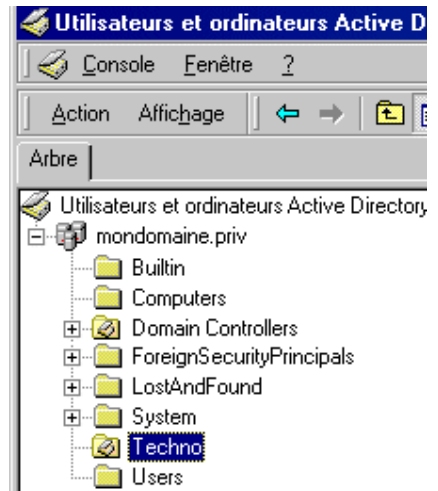 Utilisateurs et ordinateurs Active D
Console Fenêtre ?
Action Affichage
Arbre
Utilisateurs et ordinateurs Active Directory
mondomaine.priv
Builtin
Computers
Domain Controllers
ForeignSecurityPrincipals
LostAndFound
System
Techno
Users